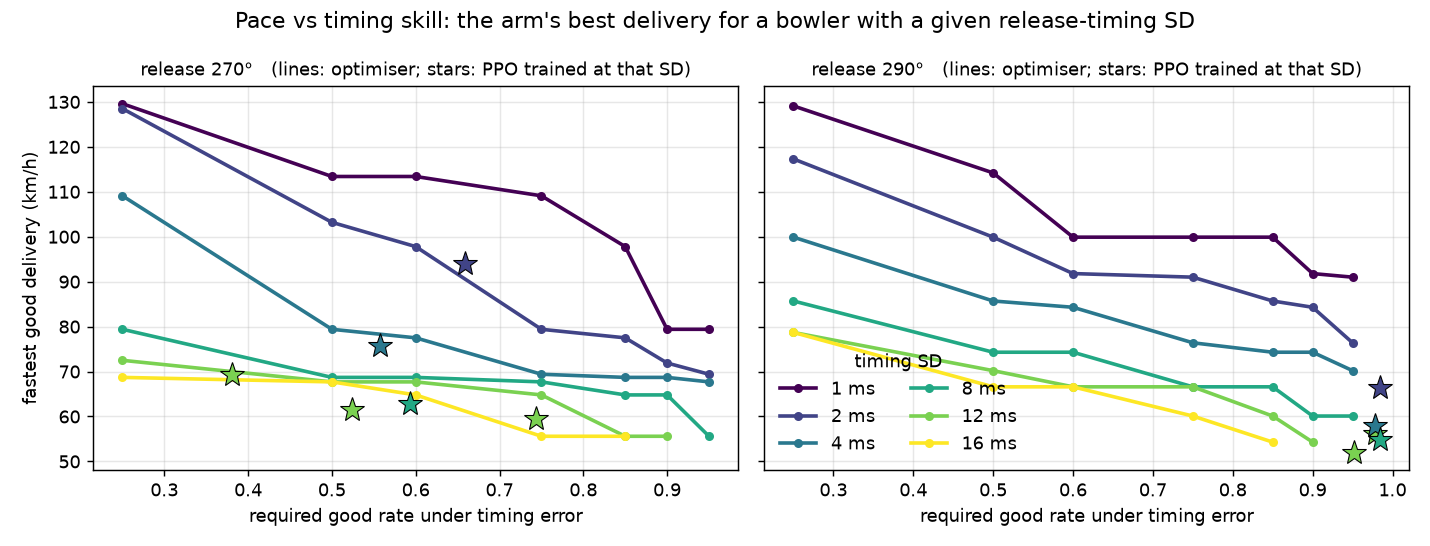 Pace vs timing skill: the arm's best delivery for a bowler with a given release-timing SD
release 270° (lines: optimiser; stars: PPO trained at that SD)
release 290° (lines: optimiser; stars: PPO trained at that SD)
fastest good delivery (km/h)
130
120
110
100
90
80
70
60
50
0.3 0.4 0.5 0.6 0.7 0.8 0.9
required good rate under timing error
timing SD
1 ms 8 ms
2 ms 12 ms
4 ms 16 ms
0.3 0.4 0.5 0.6 0.7 0.8 0.9 1.0
required good rate under timing error